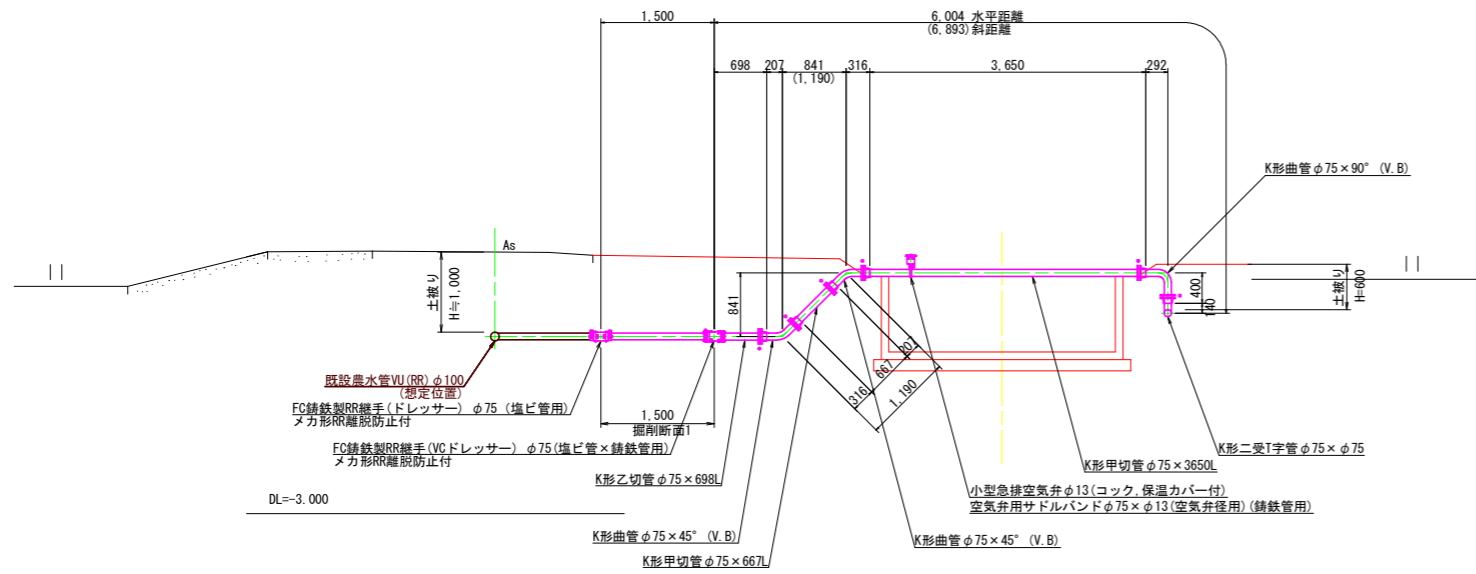 1,500
6,004 水平距離
(6,893)斜距離
698
207
841
(1,190)
316
3,650
292
K形曲管φ75×90° (V.B)
As
土被り
H≒1,000
841
400
140
土被り
H=600
207
667
316
1,190
既設農水管VU(RR)φ100
(想定位置)
FC鋳鉄製RR継手(ドレッサー) φ75 (塩ビ管用)
メカ形RR離脱防止付
1,500
掘削断面1
FC鋳鉄製RR継手(VCドレッサー) φ75(塩ビ管×鋳鉄管用)
メカ形RR離脱防止付
K形二受T字管φ75×φ75
K形甲切管φ75×3650L
K形乙切管φ75×698L
小型急排空気弁φ13(コック,保温カバー付)
空気弁用サドルバンドφ75×φ13(空気弁径用)(鋳鉄管用)
DL=-3.000
K形曲管φ75×45° (V.B)
K形曲管φ75×45° (V.B)
K形甲切管φ75×667L